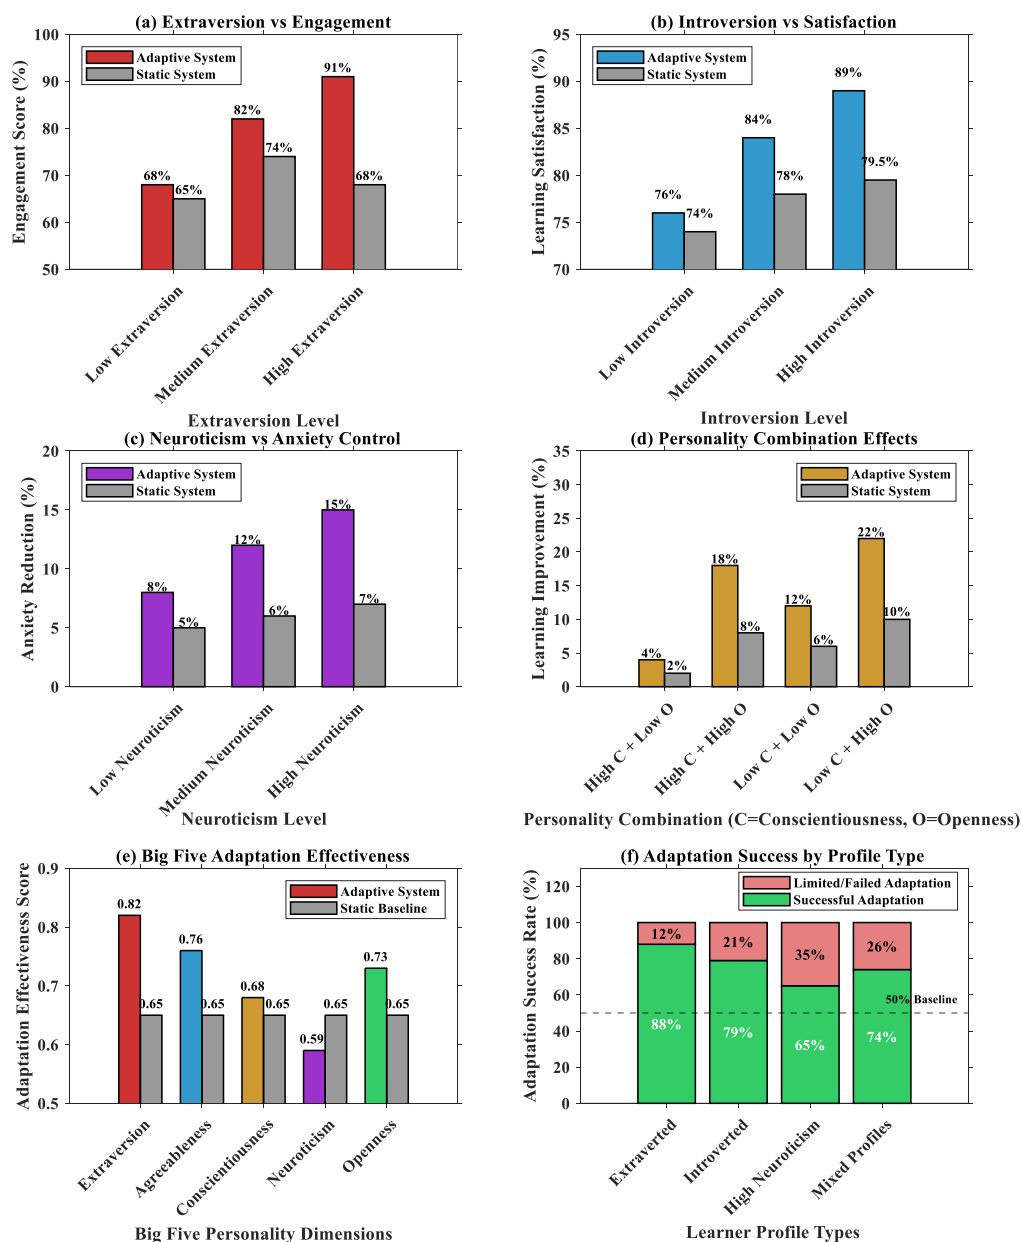 (a) Extraversion vs Engagement
Engagement Score (%)
100
90
80
70
60
50
Adaptive System
Static System
68%
65%
82%
74%
91%
68%
Low Extraversion
Medium Extraversion
High Extraversion
Extraversion Level
(b) Introversion vs Satisfaction
Learning Satisfaction (%)
95
90
85
80
75
70
Adaptive System
Static System
76%
74%
84%
78%
89%
79.5%
Low Introversion
Medium Introversion
High Introversion
Introversion Level
(c) Neuroticism vs Anxiety Control
Anxiety Reduction (%)
20
15
10
5
0
Adaptive System
Static System
8%
5%
12%
6%
15%
7%
Low Neuroticism
Medium Neuroticism
High Neuroticism
Neuroticism Level
(d) Personality Combination Effects
Learning Improvement (%)
35
30
25
20
15
10
5
0
Adaptive System
Static System
4%
2%
18%
8%
12%
6%
22%
10%
High C + Low O
High C + High O
Low C + Low O
Low C + High O
Personality Combination (C=Conscientiousness, O=Openness)
(e) Big Five Adaptation Effectiveness
Adaptation Effectiveness Score
0.9
0.8
0.7
0.6
0.5
Adaptive System
Static Baseline
0.82
0.65
0.76
0.65
0.68
0.65
0.59
0.65
0.73
0.65
Extraversion
Agreeableness
Conscientiousness
Neuroticism
Openness
Big Five Personality Dimensions
(f) Adaptation Success by Profile Type
Adaptation Success Rate (%)
120
100
80
60
40
20
0
Limited/Failed Adaptation
Successful Adaptation
12%
21%
35%
26%
50% Baseline
88%
79%
65%
74%
Extraverted
Introverted
High Neuroticism
Mixed Profiles
Learner Profile Types